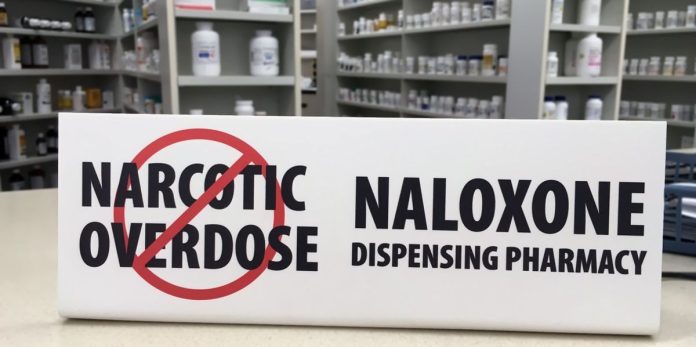 NARCOTIC
OVERDOSE
NALOXONE
DISPENSING PHARMACY